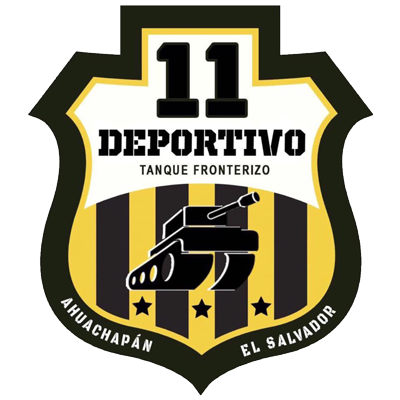 11
DEPORTIVO
TANQUE FRONTERIZO
AHUACHAPÁN
EL SALVADOR